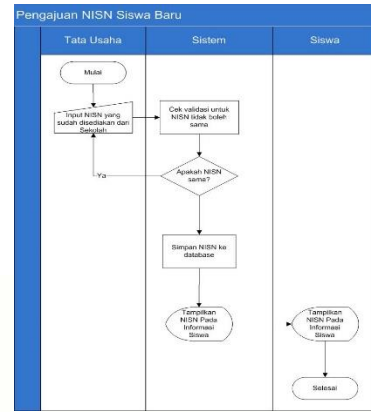 Pengajuan NISN Siswa Baru
Tata Usaha
Sistem
Siswa
Mulai
Input NISN yang
sudah disediakan dari
Sekolah
Cek validasi untuk
NISN tidak boleh
sama
Ya
Apakah NISN
sama?
Simpan NISN ke
database
Tampilkan
NISN Pada
Informasi
Siswa
Tampilkan
NISN Pada
Informasi
Siswa
Selesai